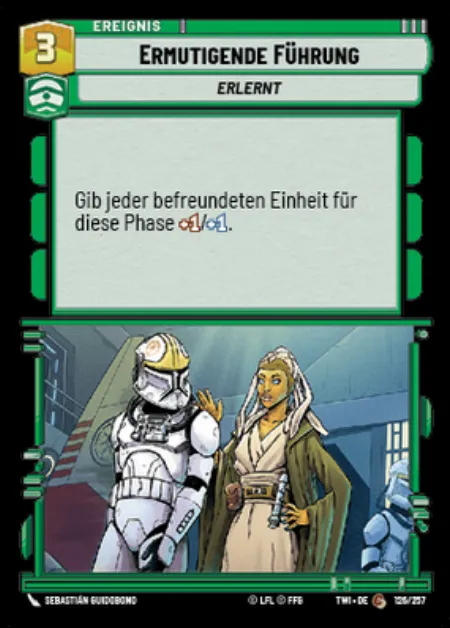 EREIGNIS
3
ERMUTIGENDE FÜHRUNG
ERLERNT
Gib jeder befreundeten Einheit für
diese Phase +1/+1.
SEBASTIÁN GUIDOBONO
© LFL © FFG
TWI • DE
C
126/257